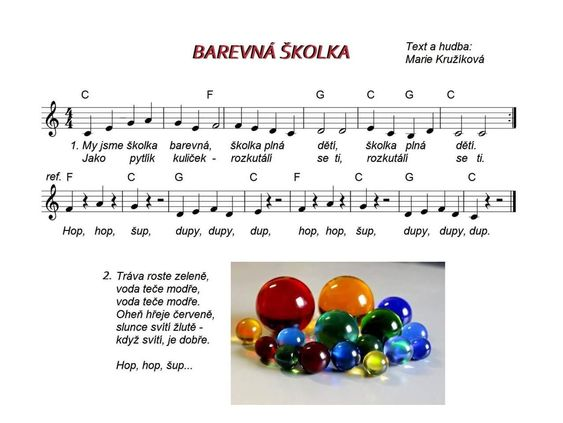 BAREVNÁ ŠKOLKA
Text a hudba:
Marie Kružíková
C F G C G C
1. My jsme školka barevná, školka plná dětí, školka plná dětí.
Jako pytlík kuliček - rozkutálí se ti, rozkutálí se ti.
ref. F C G C F C G C
Hop, hop, šup, dupy, dupy, dup, hop, hop, šup, dupy, dupy, dup.
2. Tráva roste zeleně,
voda teče modře,
voda teče modře.
Oheň hřeje červeně,
slunce svítí žlutě -
když svítí, je dobře.
Hop, hop, šup...